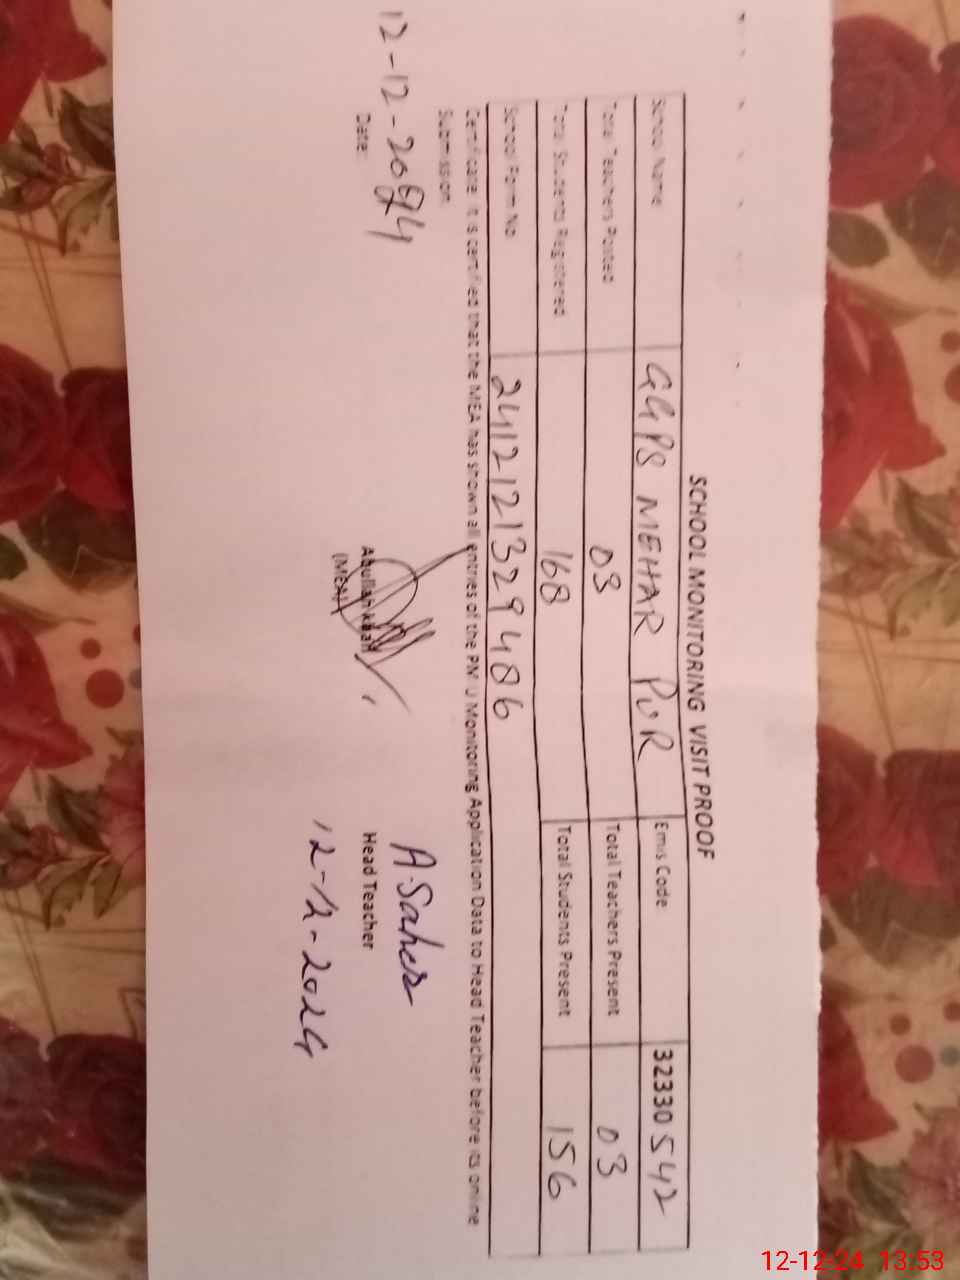 SCHOOL MONITORING VISIT PROOF
School Name GGPS MEHAR PUR Emis Code 32330542
Total Teachers Posted 03 Total Teachers Present 03
Total Students Registered 168 Total Students Present 156
School Form No 2412121329486
Certificate: It is certified that the MEA has shown all entries of the PMIU Monitoring Application Data to Head Teacher before its online
Submission.
12-12-2024
Date:
Abullah khan
(MEA)
A. Saher
Head Teacher
12-12-2024
12-12-24 13:53